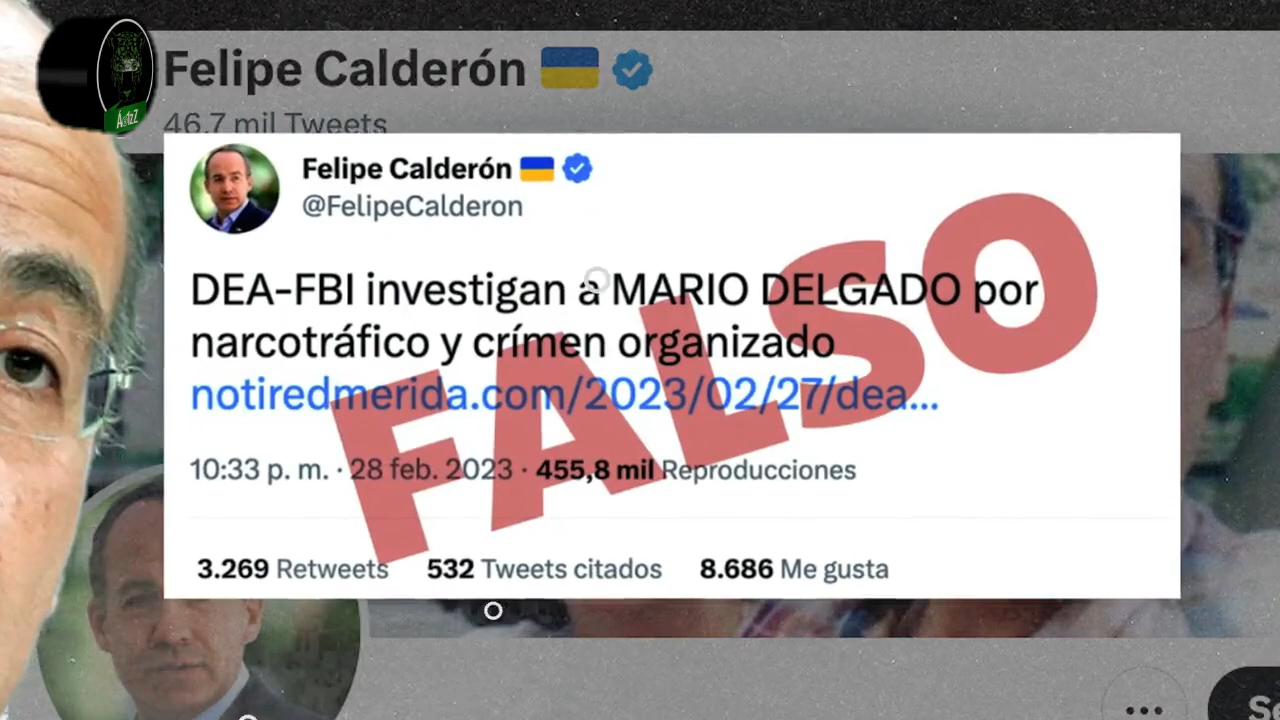 Felipe Calderón
46.7 mil Tweets
Felipe Calderón
@FelipeCalderon
DEA-FBI investigan a MARIO DELGADO por
narcotráfico y crímen organizado
notiredmerida.com/2023/02/27/dea...
10:33 p. m. · 28 feb. 2023 · 455,8 mil Reproducciones
3.269 Retweets 532 Tweets citados 8.686 Me gusta
FALSO